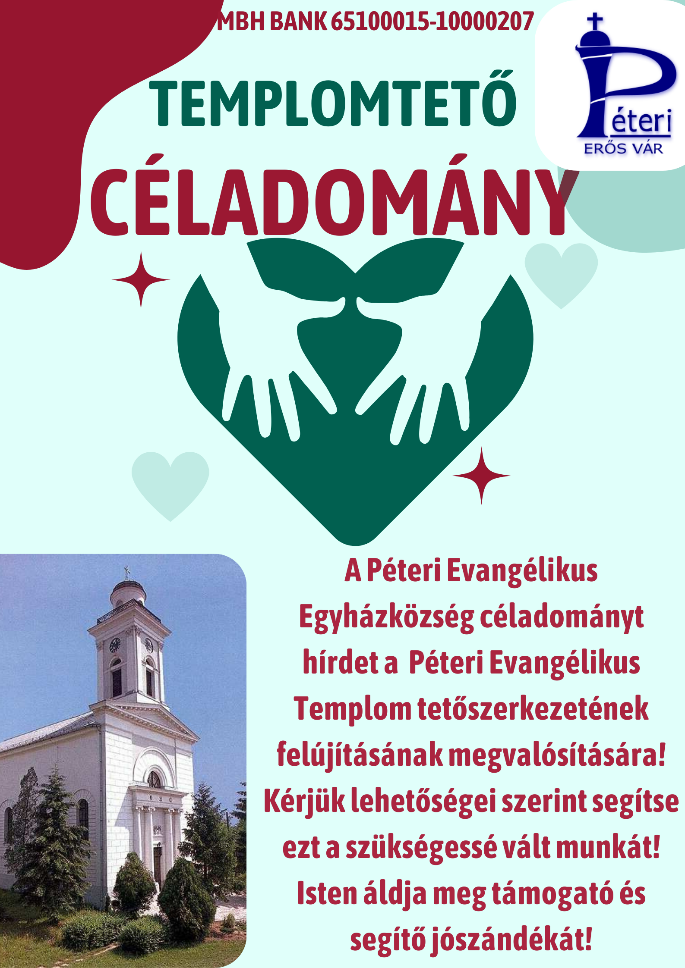 MBH BANK 65100015-10000207
Péteri
ERŐS VÁR
TEMPLOMTETŐ
CÉLADOMÁNY
A Péteri Evangélikus
Egyházközség céladományt
hírdet a Péteri Evangélikus
Templom tetőszerkezetének
felújításának megvalósítására!
Kérjük lehetőségei szerint segítse
ezt a szükségessé vált munkát!
Isten áldja meg támogató és
segítő jószándékát!